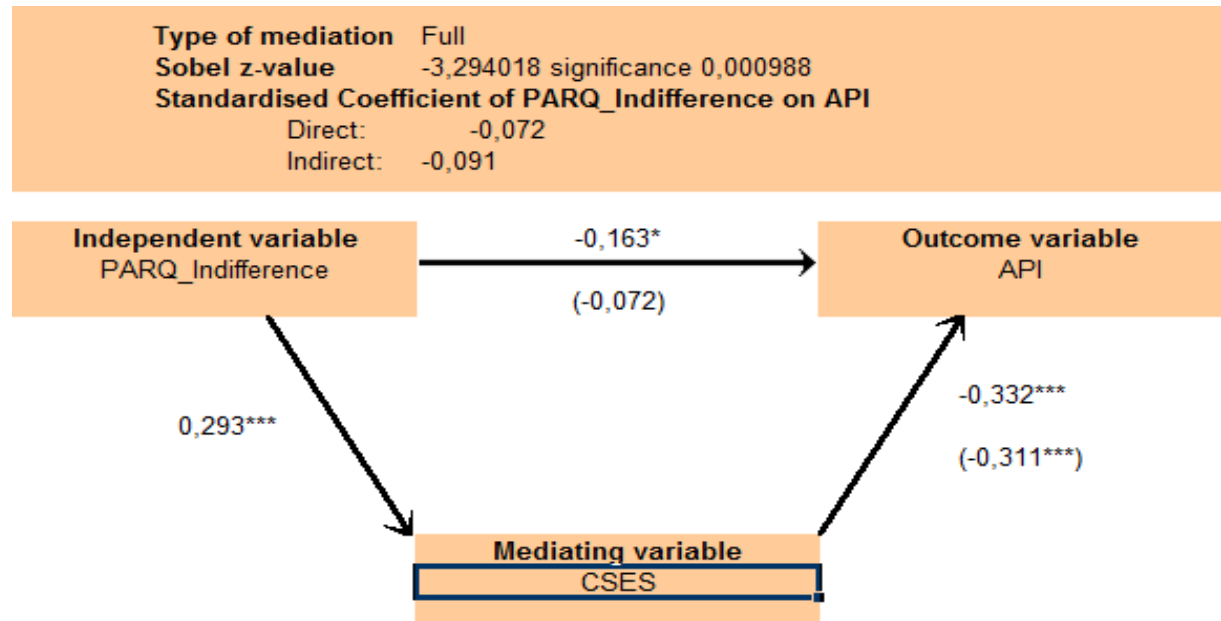 Type of mediation Full
Sobel z-value -3,294018 significance 0,000988
Standardised Coefficient of PARQ_Indifference on API
Direct: -0,072
Indirect: -0,091
Independent variable
PARQ_Indifference
-0,163*
(-0,072)
Outcome variable
API
0,293***
-0,332***
(-0,311***)
Mediating variable
CSES